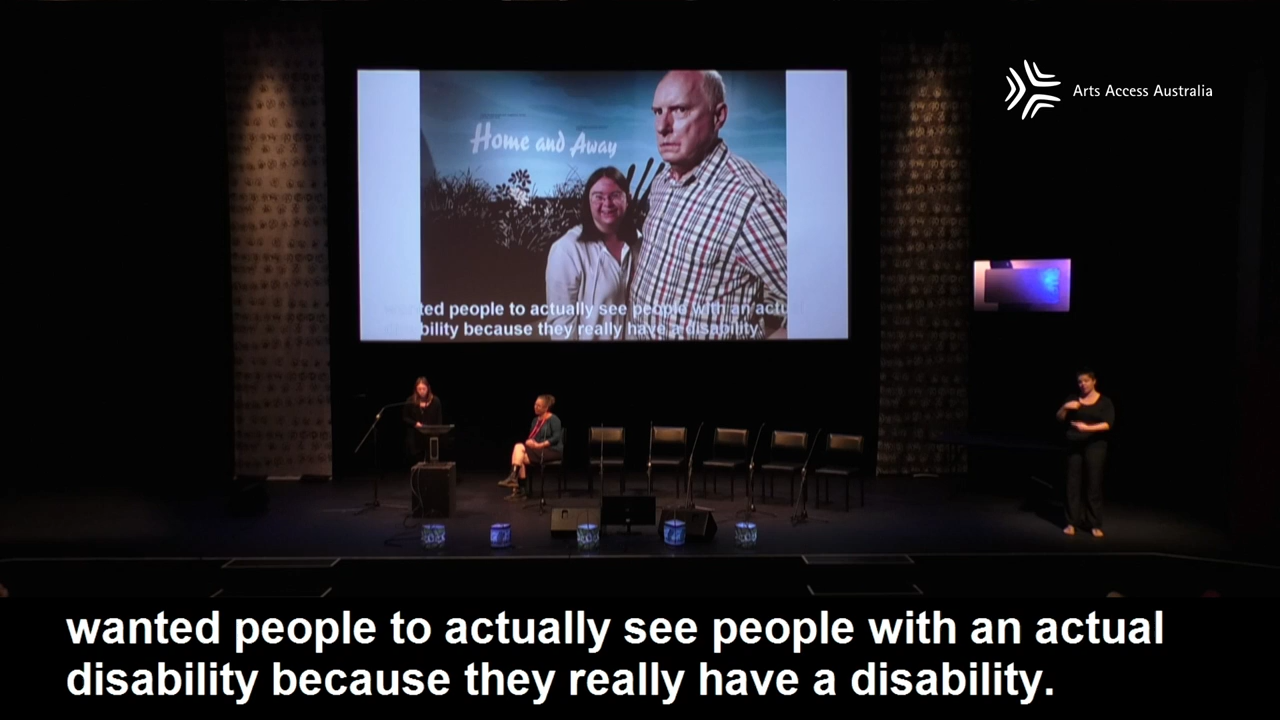 Arts Access Australia
Home and Away
wanted people to actually see people with an actu
disability because they really have a disability.
wanted people to actually see people with an actual
disability because they really have a disability.